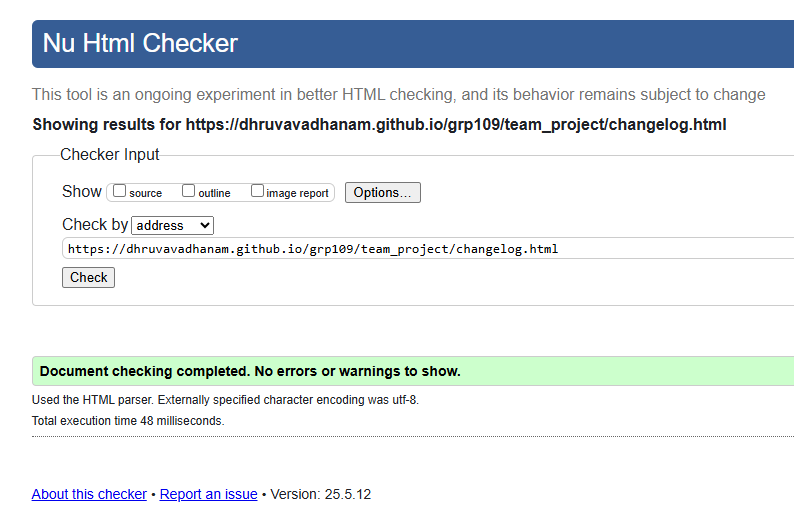 Nu Html Checker
This tool is an ongoing experiment in better HTML checking, and its behavior remains subject to change
Showing results for https://dhruvavadhanam.github.io/grp109/team_project/changelog.html
Checker Input
Show source outline image report Options...
Check by address
https://dhruvavadhanam.github.io/grp109/team_project/changelog.html
Check
Document checking completed. No errors or warnings to show.
Used the HTML parser. Externally specified character encoding was utf-8.
Total execution time 48 milliseconds.
About this checker • Report an issue • Version: 25.5.12